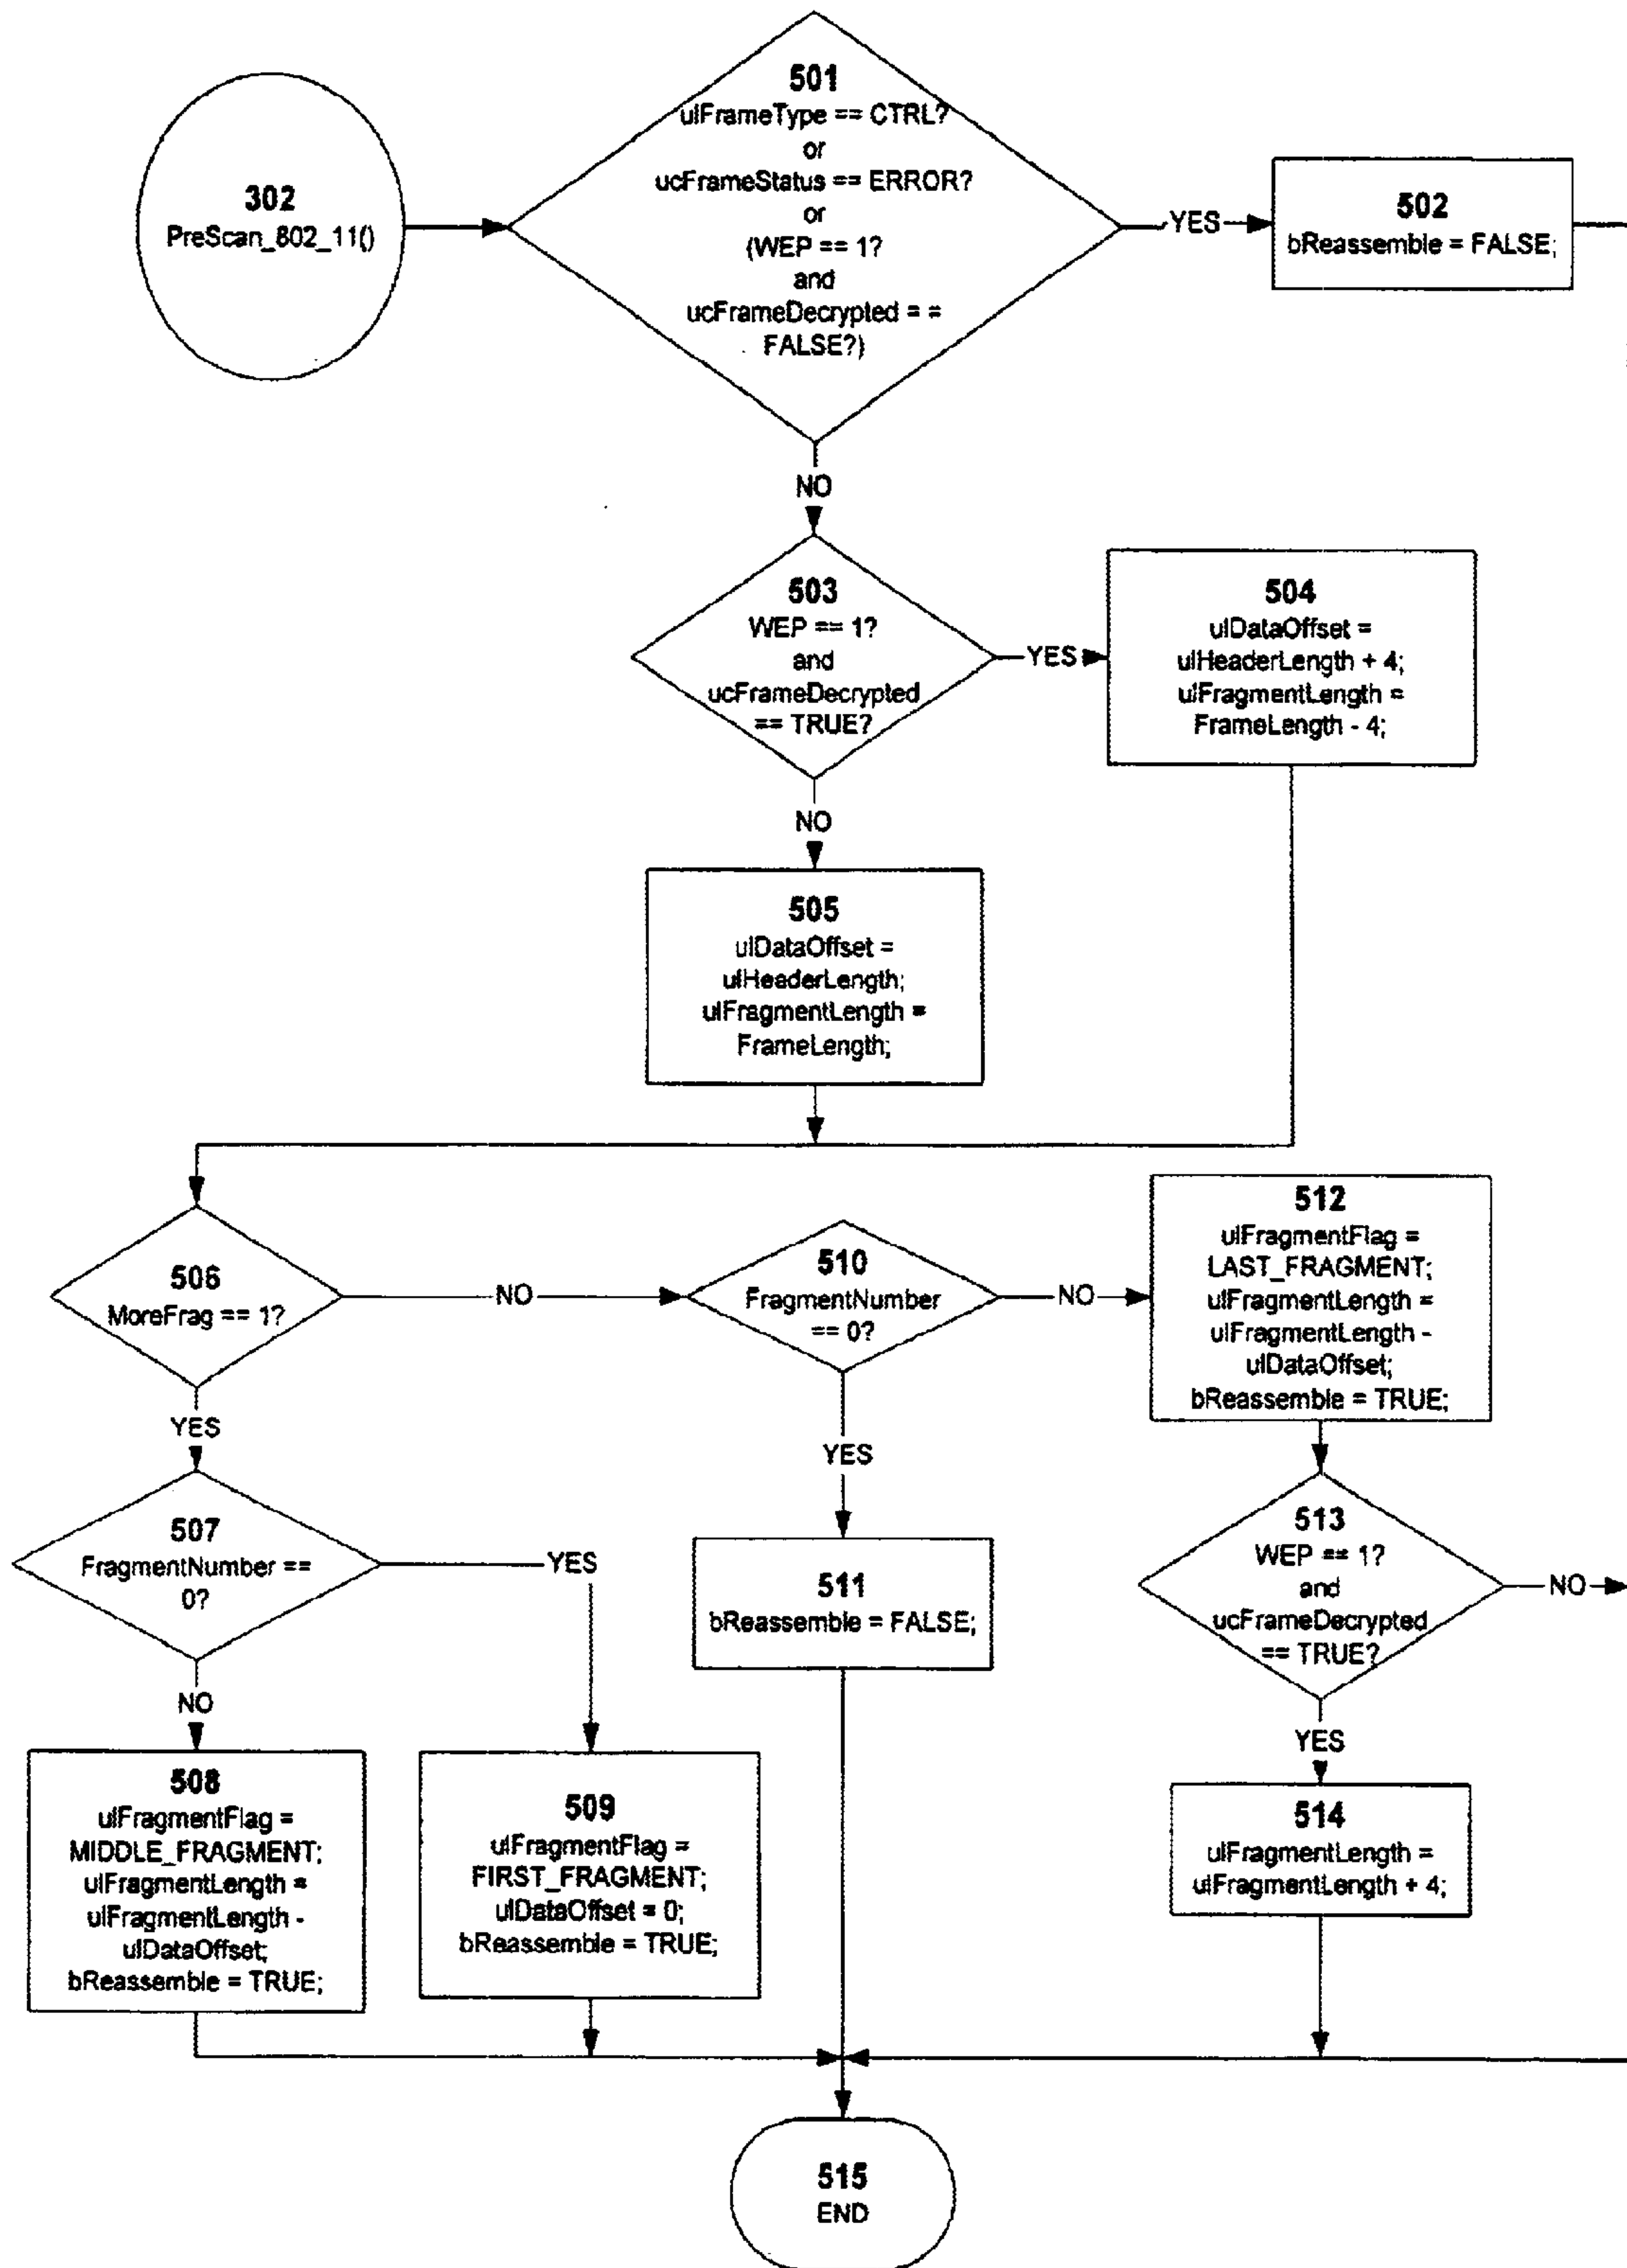 501
ulFrameType == CTRL?
or
ucFrameStatus == ERROR?
or
(WEP == 1?
and
ucFrameDecrypted = =
FALSE?)
302
PreScan_802_11()
YES
502
bReassemble = FALSE;
NO
503
WEP == 1?
and
ucFrameDecrypted
== TRUE?
YES
504
ulDataOffset =
ulHeaderLength + 4;
ulFragmentLength =
FrameLength - 4;
NO
505
ulDataOffset =
ulHeaderLength;
ulFragmentLength =
FrameLength;
506
MoreFrag == 1?
NO
510
FragmentNumber
== 0?
NO
512
ulFragmentFlag =
LAST_FRAGMENT;
ulFragmentLength =
ulFragmentLength -
ulDataOffset;
bReassemble = TRUE;
YES
YES
507
FragmentNumber ==
0?
YES
513
WEP == 1?
and
ucFrameDecrypted
== TRUE?
NO
511
bReassemble = FALSE;
NO
YES
508
ulFragmentFlag =
MIDDLE_FRAGMENT;
ulFragmentLength =
ulFragmentLength -
ulDataOffset;
bReassemble = TRUE;
509
ulFragmentFlag =
FIRST_FRAGMENT;
ulDataOffset = 0;
bReassemble = TRUE;
514
ulFragmentLength =
ulFragmentLength + 4;
515
END